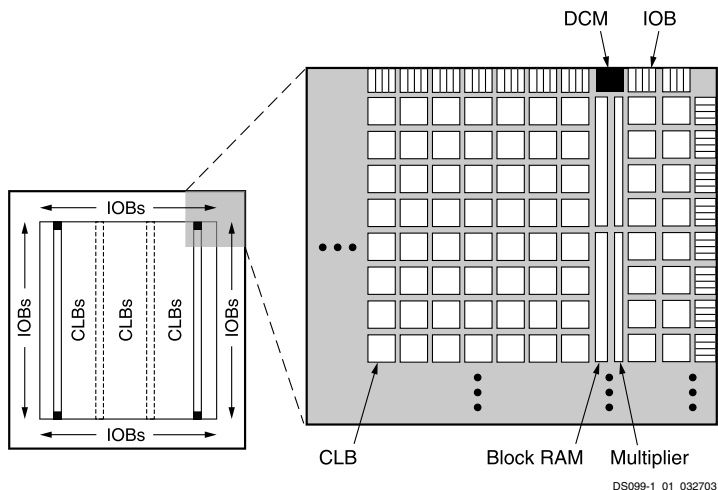 DCM IOB
IOBs
IOBs
CLBs
CLBs
CLBs
IOBs
IOBs
CLB Block RAM Multiplier
DS099-1_01_032703